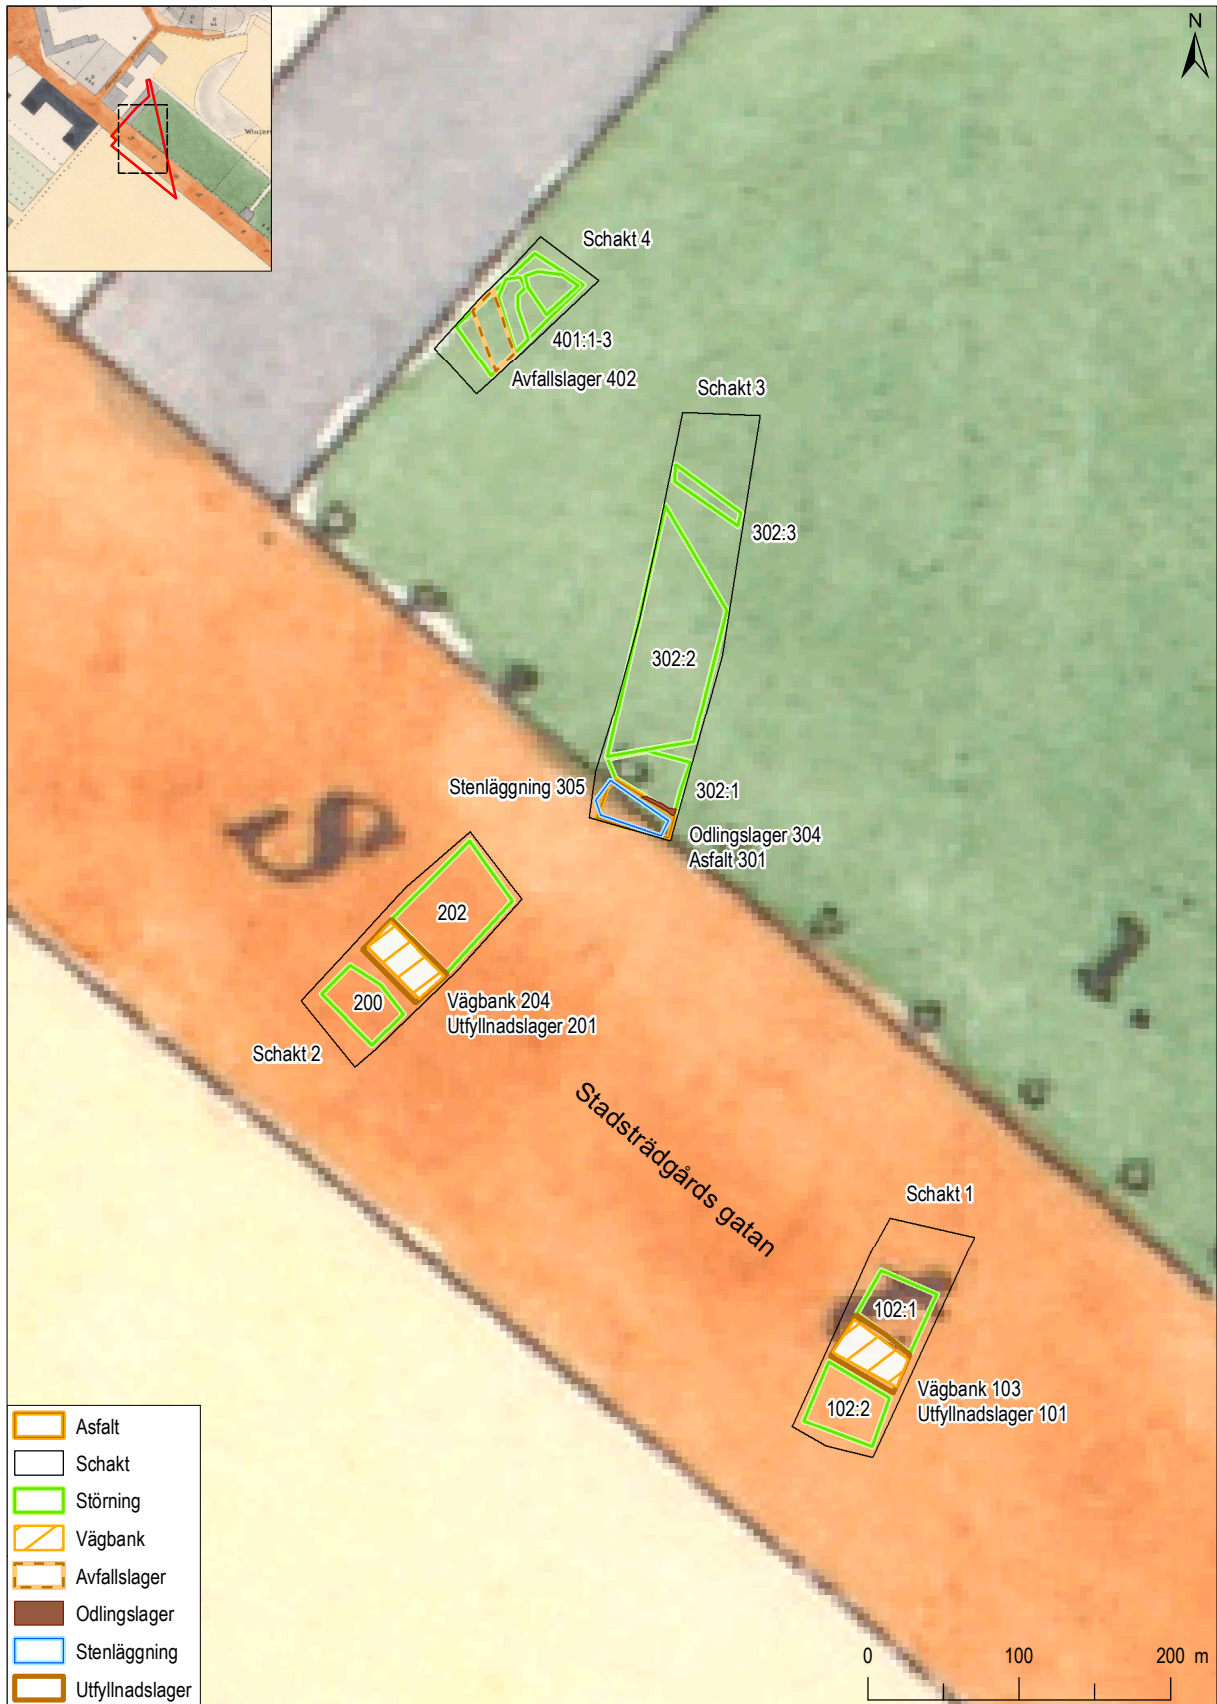 N
Schakt 4
401:1-3
Avfallslager 402
Schakt 3
302:3
302:2
Stenläggning 305
302:1
Odlingslager 304
Asfalt 301
S
202
200
Vägbank 204
Utfyllnadslager 201
Schakt 2
1.
Stadsträdgårds gatan
Schakt 1
102:1
Vägbank 103
Utfyllnadslager 101
102:2
Asfalt
Schakt
Störning
Vägbank
Avfallslager
Odlingslager
Stenläggning
Utfyllnadslager
0 100 200 m